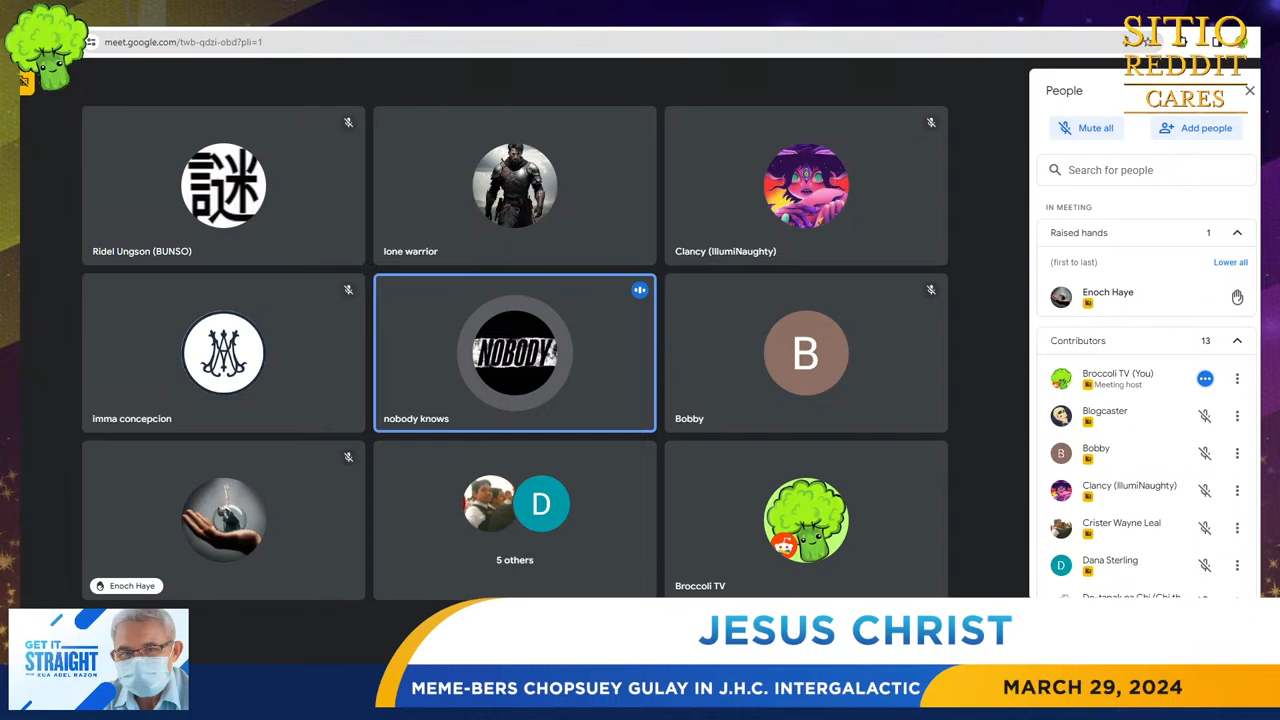 meet.google.com/twb-qdzi-obd?pli=1
SITIO
REDDIT
CARES
People
Mute all
Add people
Search for people
IN MEETING
Raised hands 1
(first to last) Lower all
Enoch Haye
Contributors 13
Broccoli TV (You)
Meeting host
Blogcaster
B Bobby
Clancy (IllumiNaughty)
Crister Wayne Leal
D Dana Sterling
謎
Ridel Ungson (BUNSO)
lone warrior
Clancy (IllumiNaughty)
imma concepcion
NOBODY
nobody knows
B
Bobby
Enoch Haye
D
5 others
Broccoli TV
GET IT
STRAIGHT
KUA ADEL RAZON
JESUS CHRIST
MEME-BERS CHOPSUEY GULAY IN J.H.C. INTERGALACTIC
MARCH 29, 2024